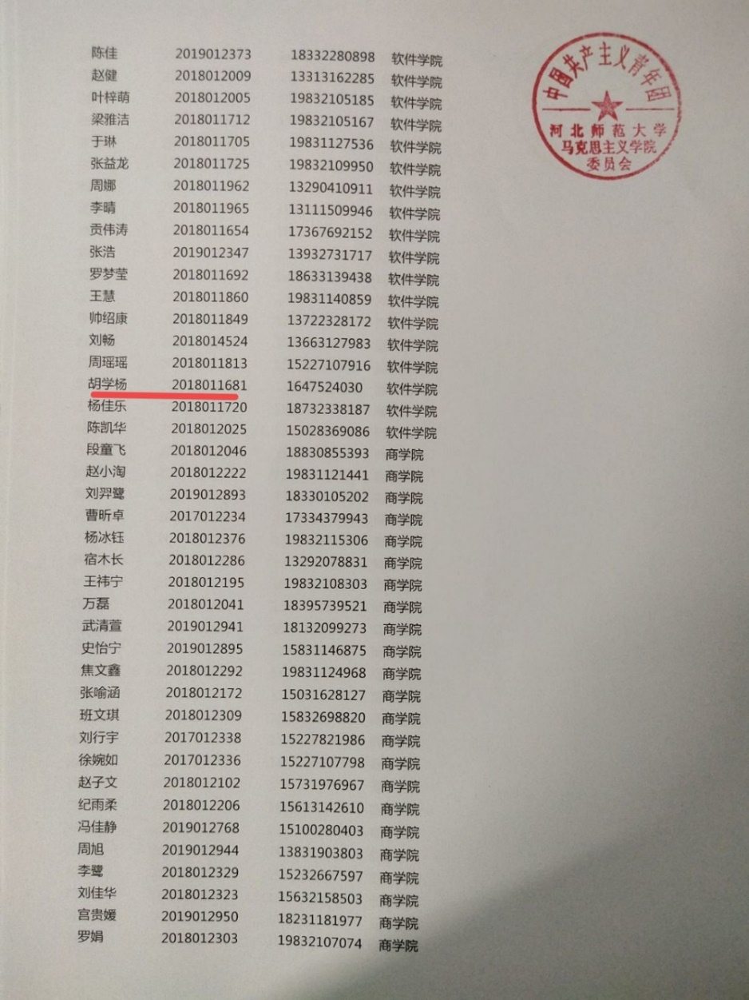 陈佳 2019012373 18332280898 软件学院
赵健 2018012009 13313162285 软件学院
叶梓萌 2018012005 19832105185 软件学院
梁雅洁 2018011712 19832105167 软件学院
于琳 2018011705 19831127536 软件学院
张益龙 2018011725 19832109950 软件学院
周娜 2018011962 13290410911 软件学院
李晴 2018011965 13111509946 软件学院
贡伟涛 2018011654 17367692152 软件学院
张浩 2019012347 13932731717 软件学院
罗梦莹 2018011692 18633139438 软件学院
王慧 2018011860 19831140859 软件学院
帅绍康 2018011849 13722328172 软件学院
刘畅 2018014524 13663127983 软件学院
周瑶瑶 2018011813 15227107916 软件学院
胡学杨 2018011681 1647524030 软件学院
杨佳乐 2018011720 18732338187 软件学院
陈凯华 2018012025 15028369086 软件学院
段童飞 2018012046 18830855393 商学院
赵小淘 2018012222 19831121441 商学院
刘羿鹭 2019012893 18330105202 商学院
曹昕卓 2017012234 17334379943 商学院
杨冰钰 2018012376 19832115306 商学院
宿木长 2018012286 13292078831 商学院
王祎宁 2018012195 19832108303 商学院
万磊 2018012041 18395739521 商学院
武清萱 2019012941 18132099273 商学院
史怡宁 2019012895 15831146875 商学院
焦文鑫 2018012292 19831124968 商学院
张喻涵 2018012172 15031628127 商学院
班文琪 2018012309 15832698820 商学院
刘行宇 2017012338 15227821986 商学院
徐婉如 2017012336 15227107798 商学院
赵子文 2018012102 15731976967 商学院
纪雨柔 2018012206 15613142610 商学院
冯佳静 2019012768 15100280403 商学院
周旭 2019012944 13831903803 商学院
李鹭 2018012329 15232667597 商学院
刘佳华 2018012323 15632158503 商学院
宫贵媛 2019012950 18231181977 商学院
罗娟 2018012303 19832107074 商学院
中国共产主义青年团
河北师范大学
马克思主义学院
委员会